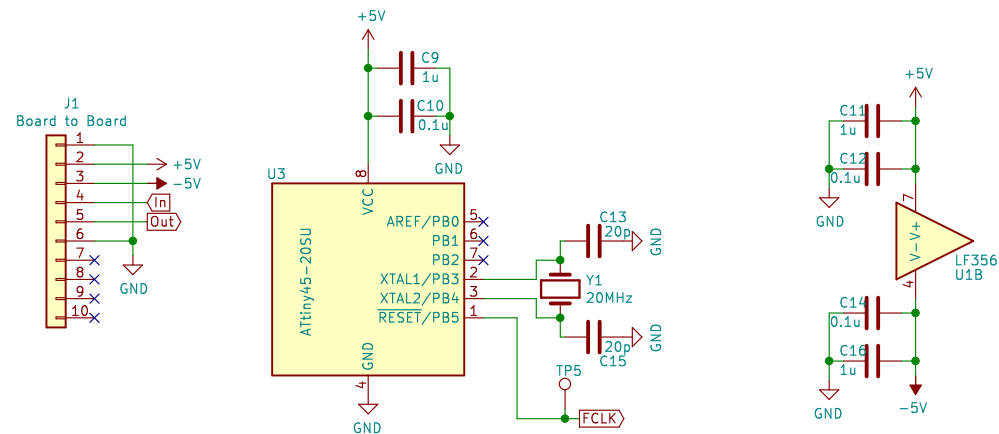 J1
Board to Board
1
2
3
4
5
6
7
8
9
10
+5V
-5V
In
Out
GND
+5V
C9
1u
C10
0.1u
GND
U3
ATtiny45-20SU
8
VCC
AREF/PB0
PB1
PB2
XTAL1/PB3
XTAL2/PB4
RESET/PB5
5
6
7
2
3
1
GND
4
GND
C13
20p
GND
Y1
20MHz
20p
C15
GND
TP5
FCLK
+5V
C11
1u
C12
0.1u
GND
7
V+
V-
4
LF356
U1B
C14
0.1u
C16
1u
GND
-5V